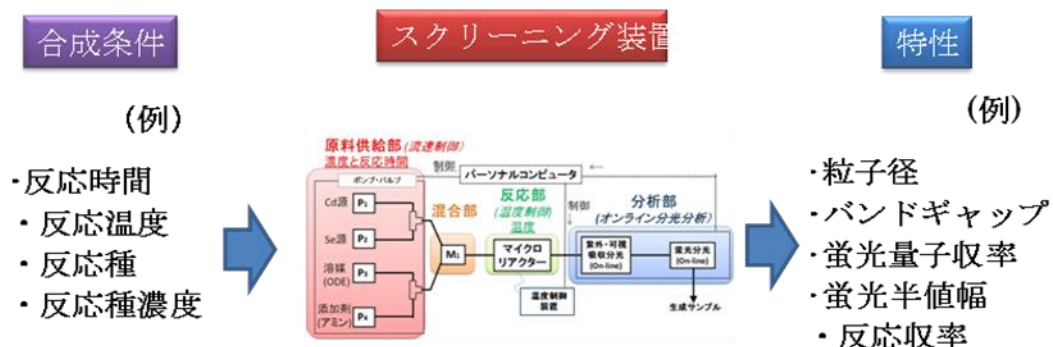 合成条件
スクリーニング装置
特性
(例)
(例)
・反応時間
・反応温度
・反応種
・反応種濃度
原料供給部(流速制御)
濃度と反応時間
ポンプ・バルブ
Cd源
P₁
Se源
P₂
溶媒
(ODE)
P₃
添加剤
(アミン)
P₄
制御
パーソナルコンピュータ
混合部
M₁
反応部
(温度制御)
温度
マイクロ
リアクター
温度制御
装置
制御
分析部
(オンライン分光分析)
紫外・可視
吸収分光
(On-line)
蛍光分光
(On-line)
生成サンプル
・粒子径
・バンドギャップ
・蛍光量子収率
・蛍光半値幅
・反応収率